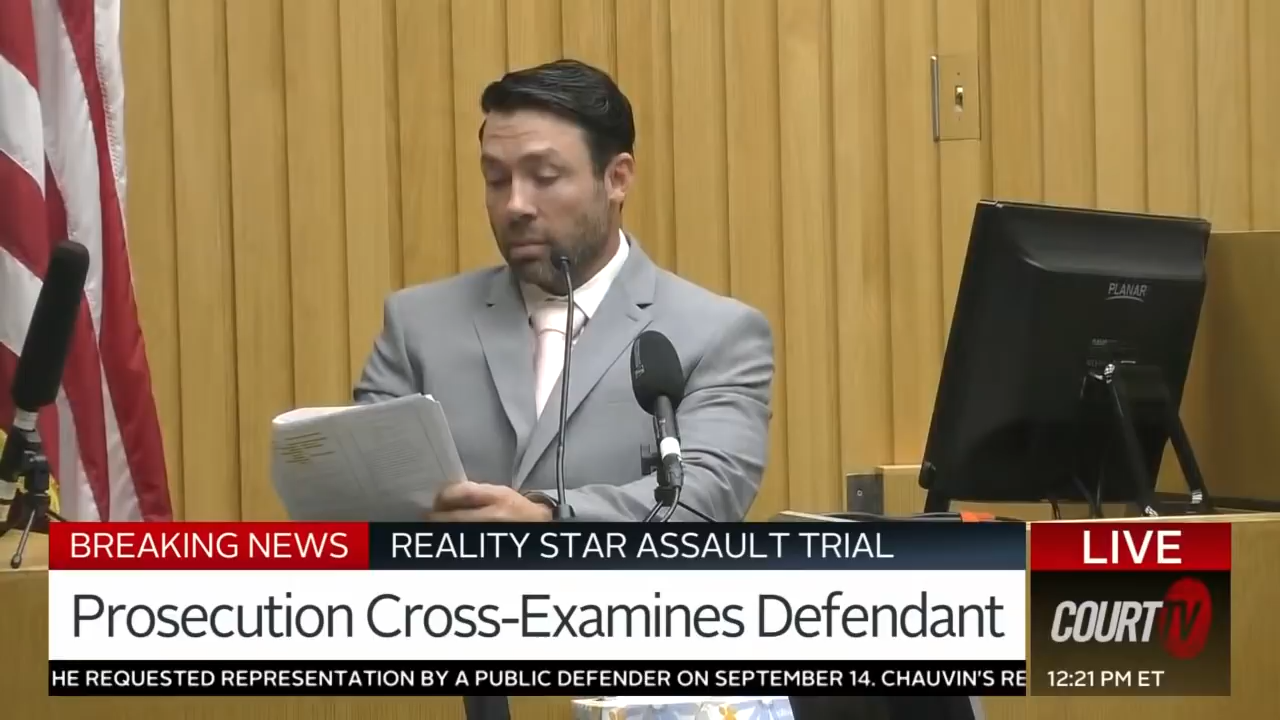 PLANAR
BREAKING NEWS
REALITY STAR ASSAULT TRIAL
LIVE
Prosecution Cross-Examines Defendant
COURT TV
HE REQUESTED REPRESENTATION BY A PUBLIC DEFENDER ON SEPTEMBER 14. CHAUVIN'S RE
12:21 PM ET